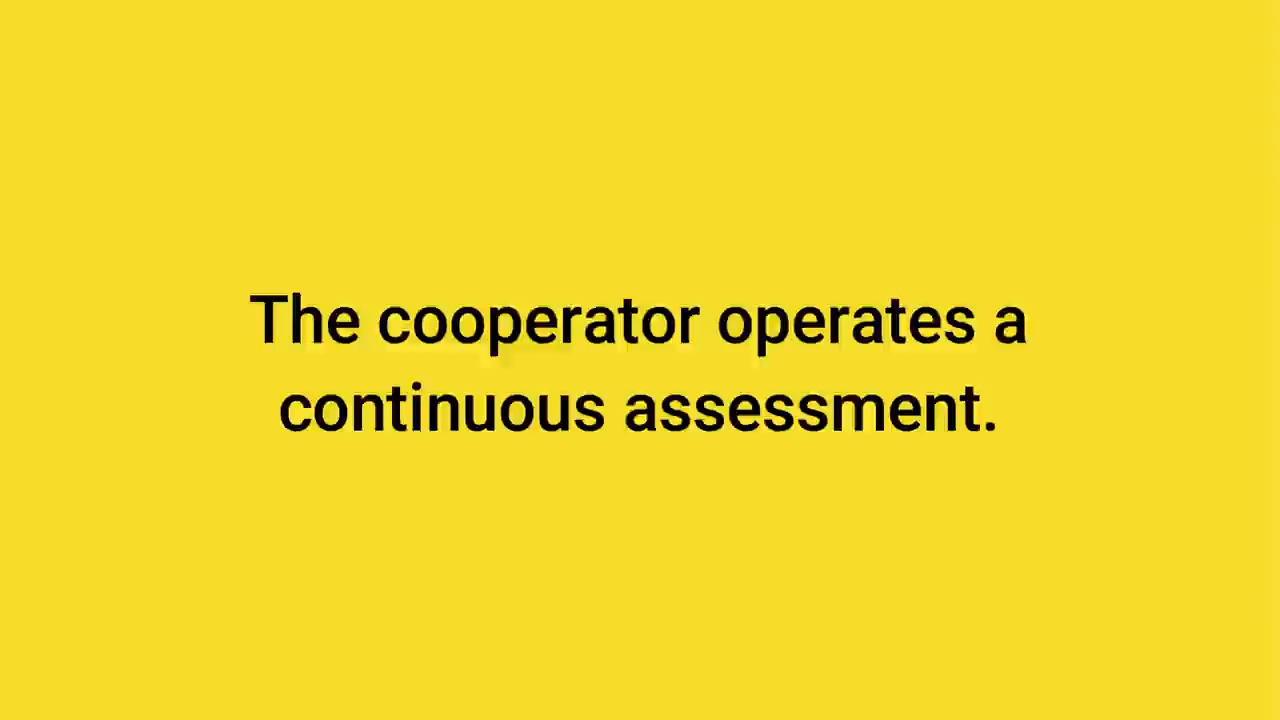 The cooperator operates a
continuous assessment.